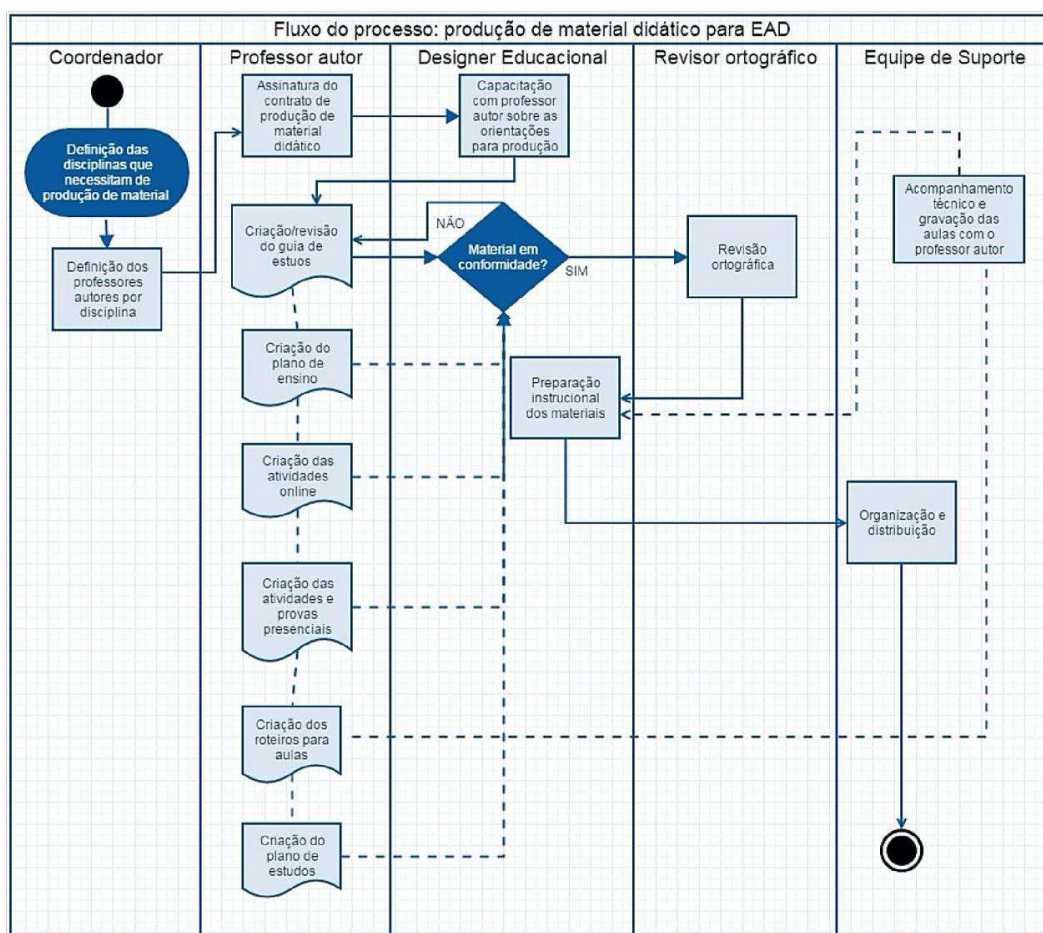 Fluxo do processo: produção de material didático para EAD
Coordenador
Professor autor
Designer Educacional
Revisor ortográfico
Equipe de Suporte
Definição das
disciplinas que
necessitam de
produção de material
Definição dos
professores
autores por
disciplina
Assinatura do
contrato de
produção de
material
didático
Capacitação
com professor
autor sobre as
orientações
para produção
Criação/revisão
do guia de
estuos
NÃO
Material em
conformidade?
SIM
Revisão
ortográfica
Acompanhamento
técnico e
gravação das
aulas com o
professor autor
Criação do
plano de
ensino
Preparação
instrucional
dos materiais
Criação das
atividades
online
Organização e
distribuição
Criação das
atividades e
provas
presenciais
Criação dos
roteiros para
aulas
Criação do
plano de
estudos